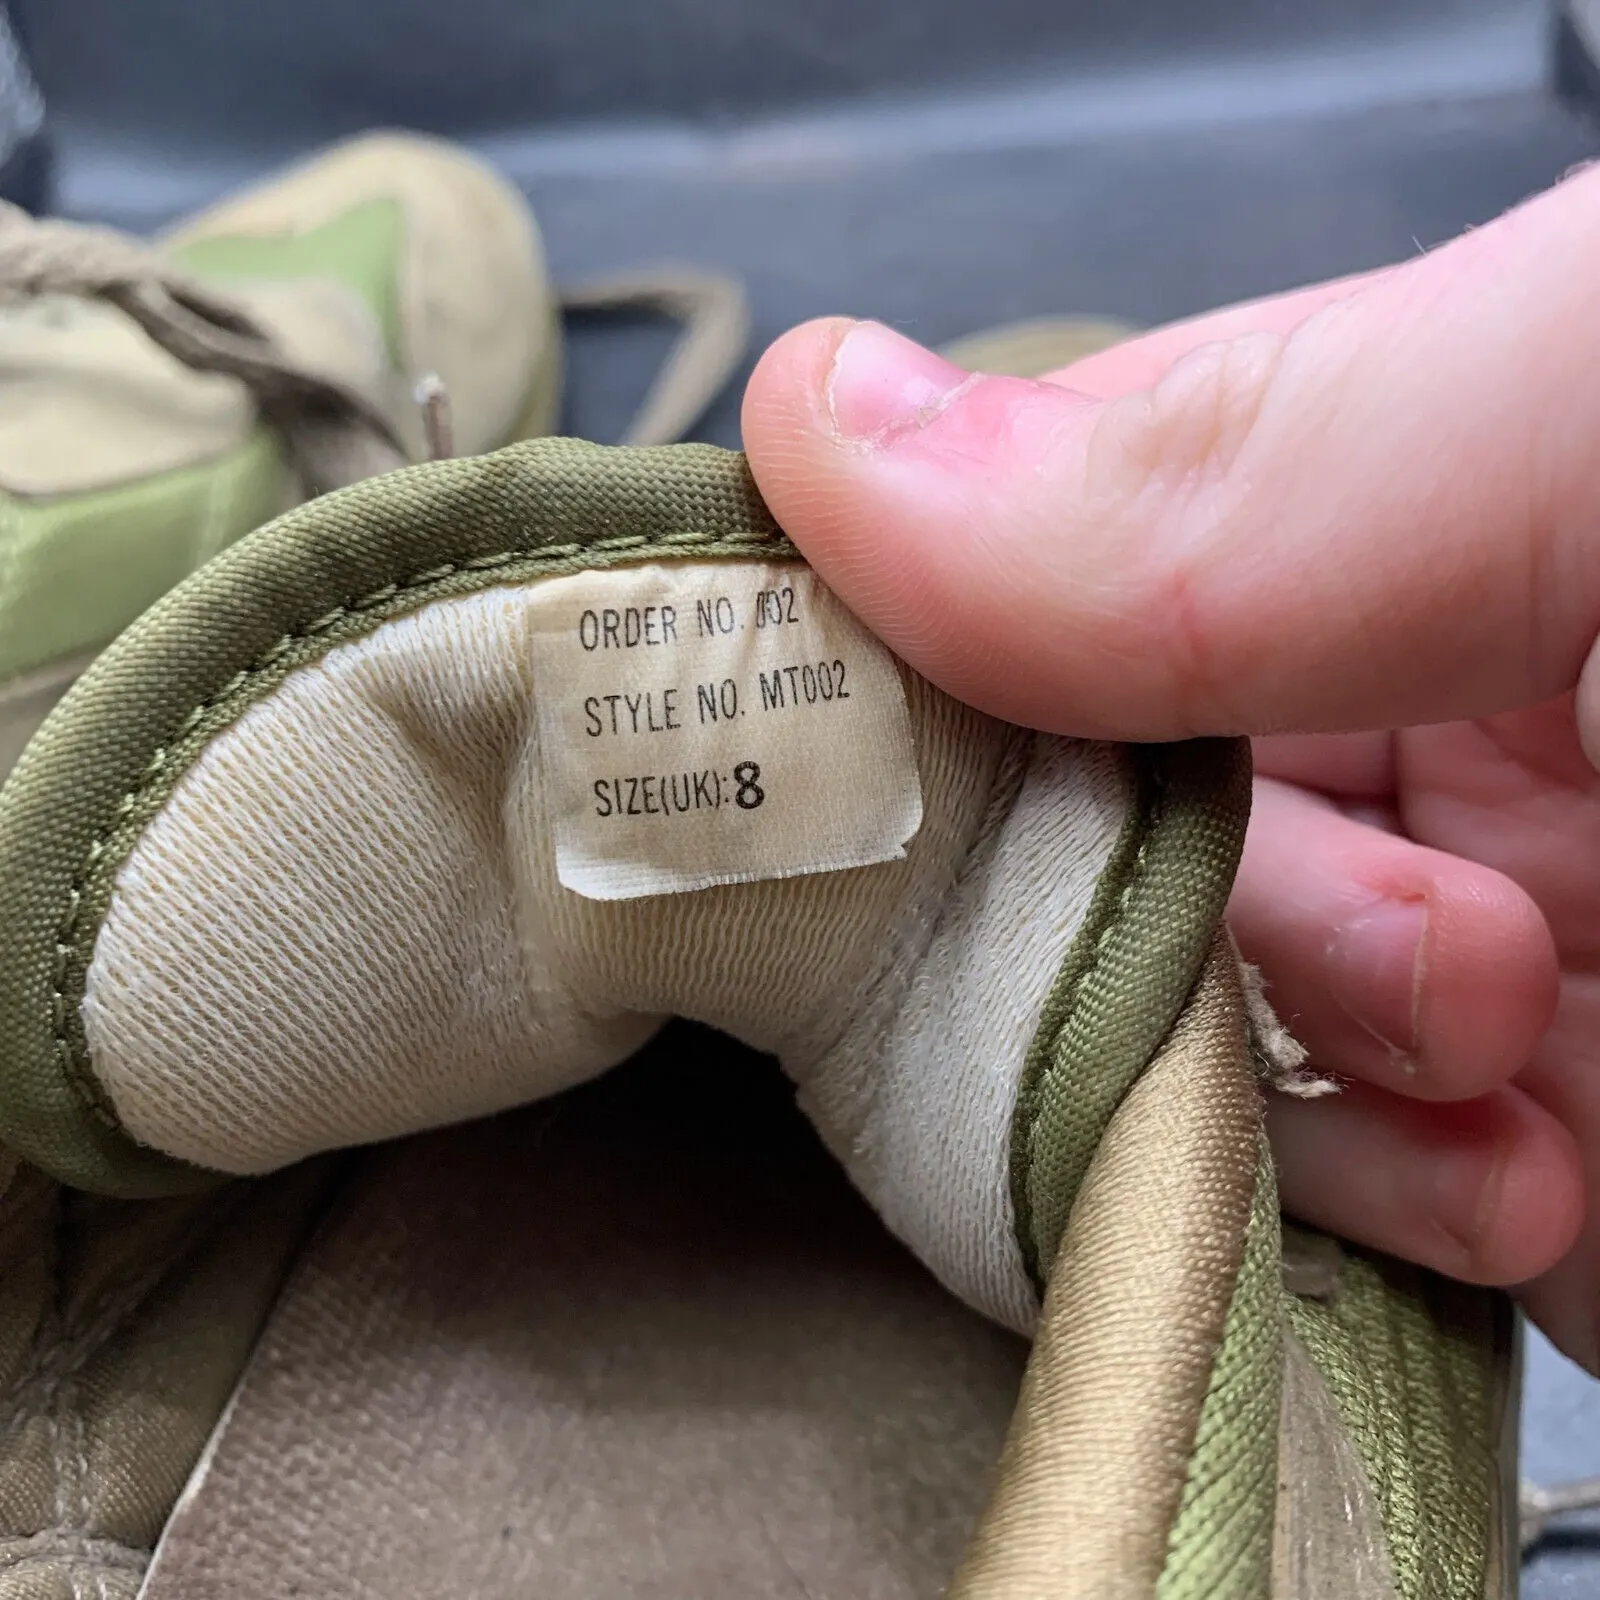 ORDER NO. 002
STYLE NO. MT002
SIZE(UK):8